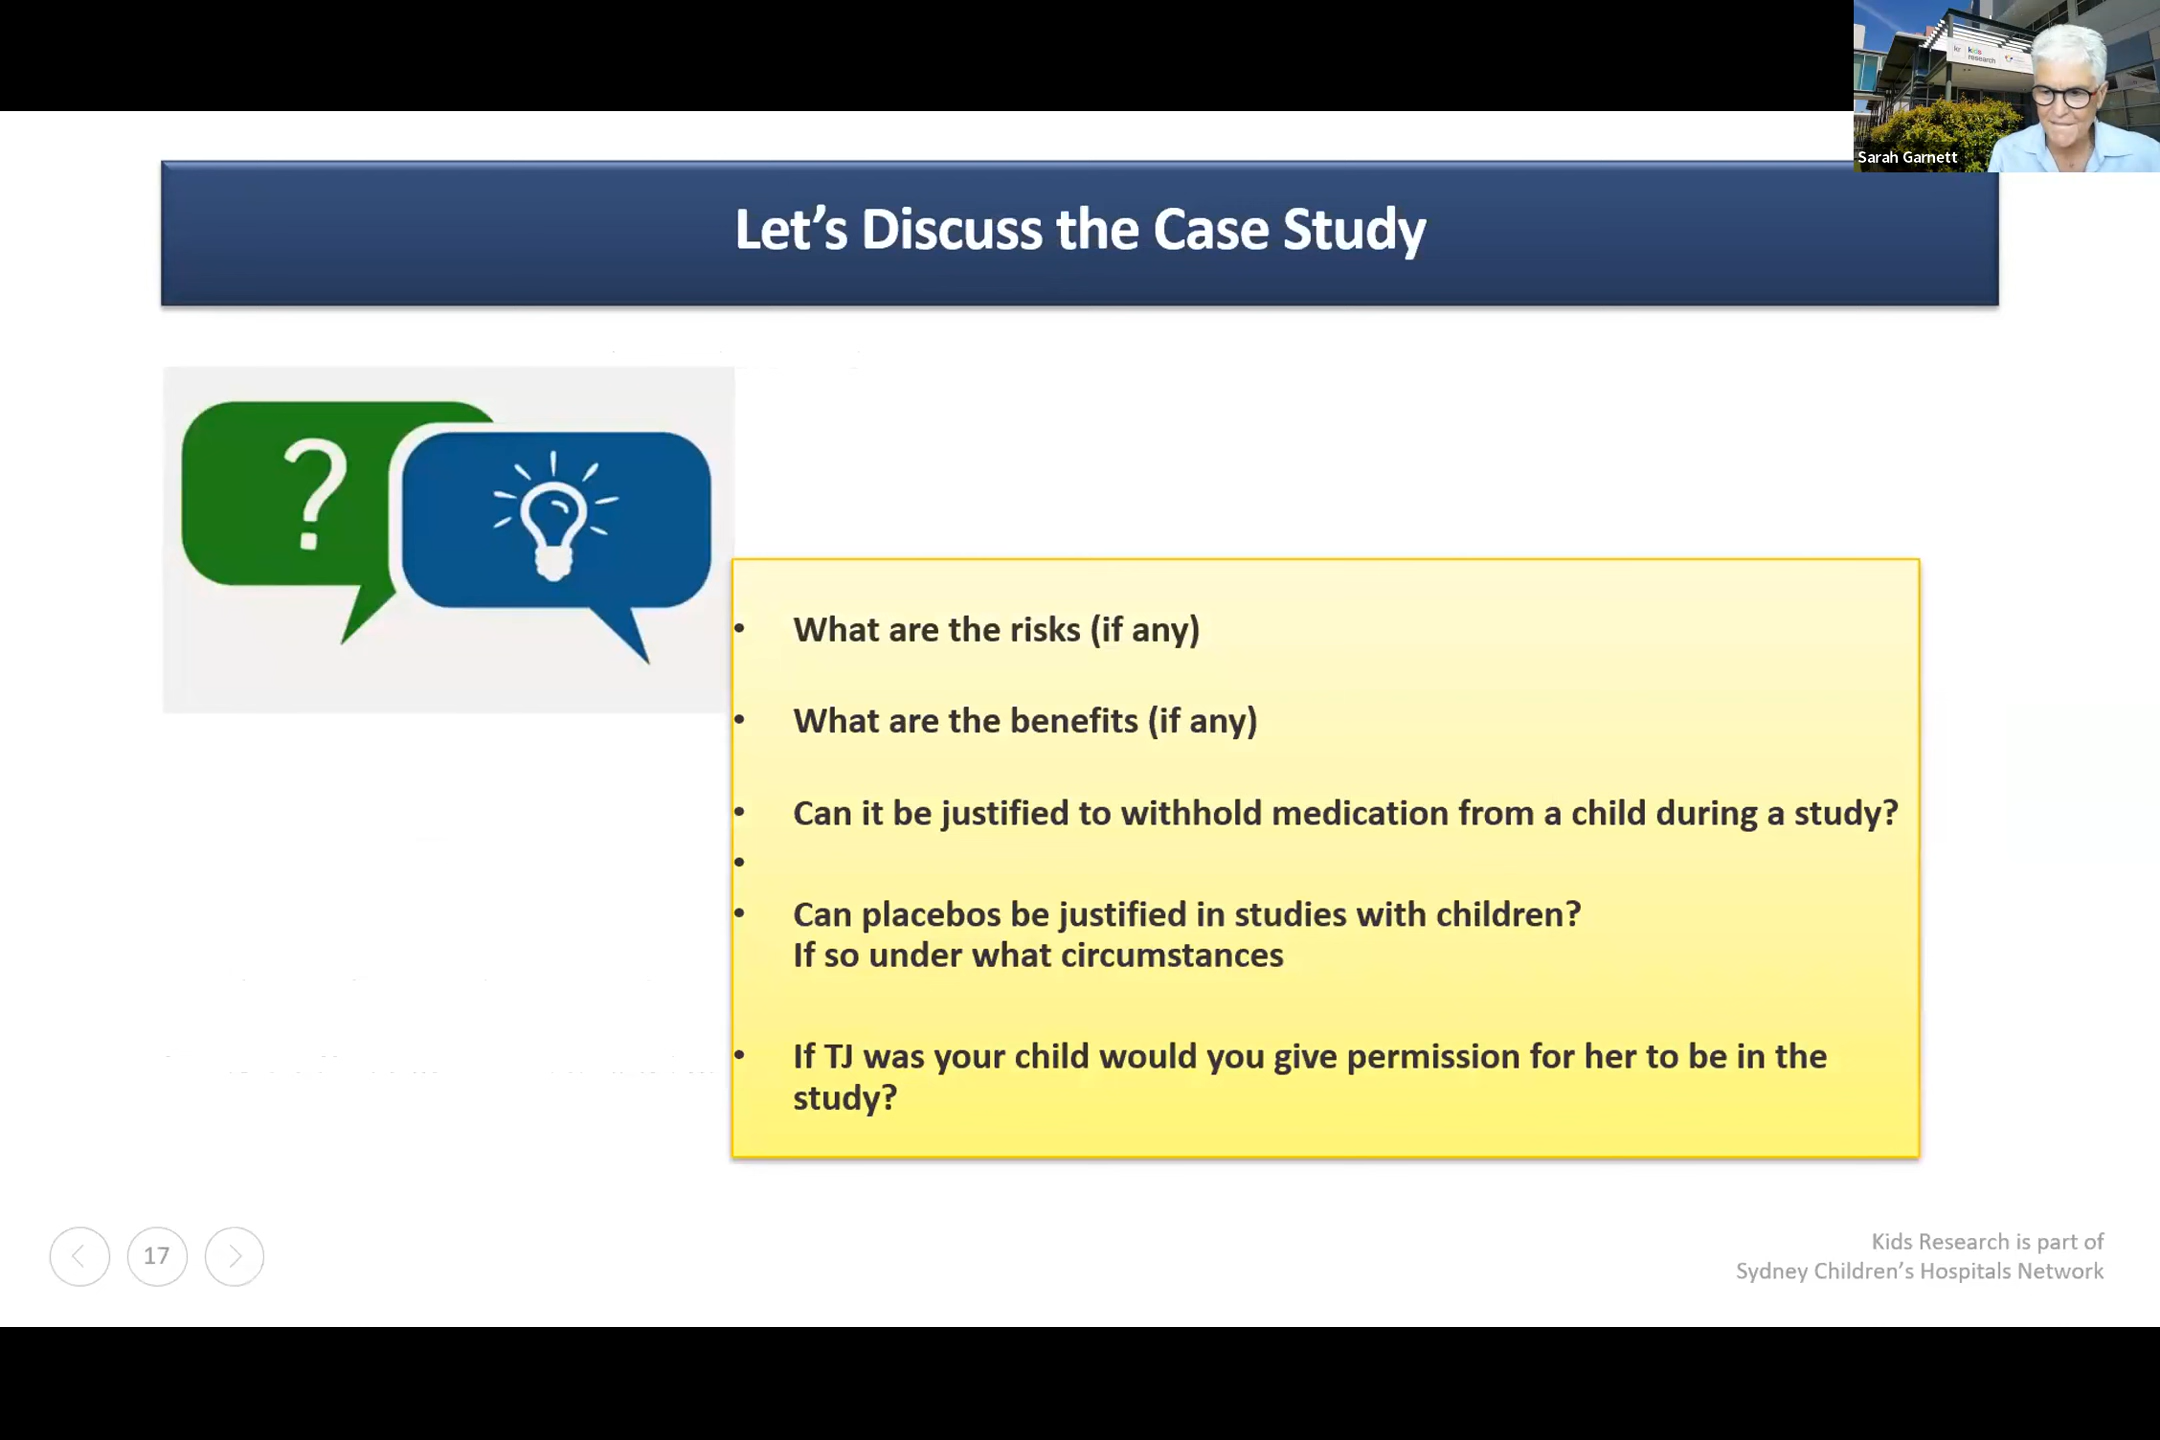 kr kids
research
Sarah Garnett
Let's Discuss the Case Study
?
• What are the risks (if any)
• What are the benefits (if any)
• Can it be justified to withhold medication from a child during a study?
•
• Can placebos be justified in studies with children?
If so under what circumstances
• If TJ was your child would you give permission for her to be in the
study?
17
Kids Research is part of
Sydney Children's Hospitals Network